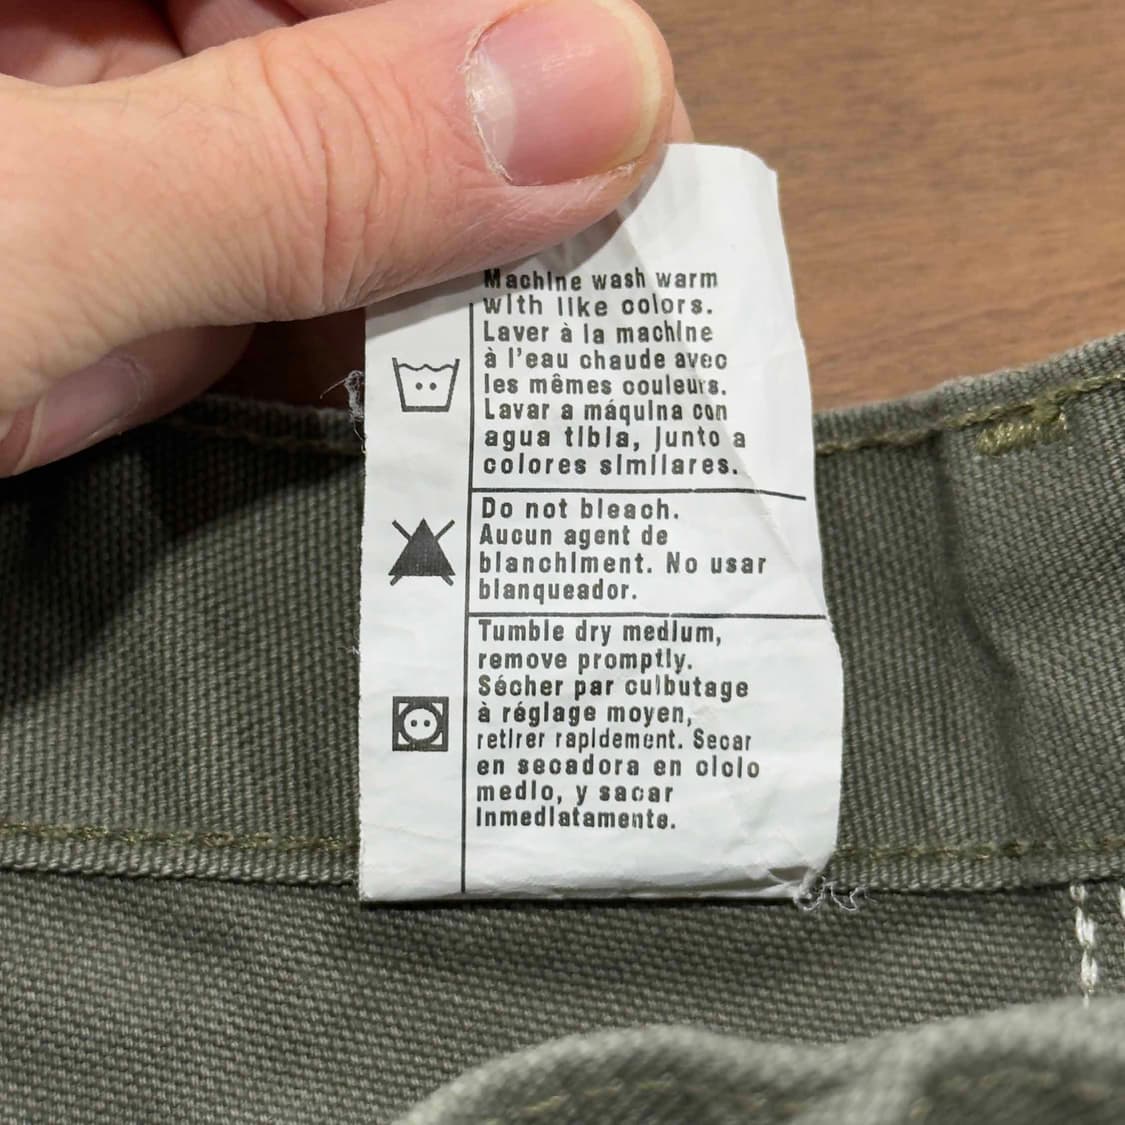 Machine wash warm
with like colors.
Laver à la machine
à l'eau chaude avec
les mêmes couleurs.
Lavar a máquina con
agua tibia, junto a
colores similares.
Do not bleach.
Aucun agent de
blanchiment. No usar
blanqueador.
Tumble dry medium,
remove promptly.
Sécher par culbutage
à réglage moyen,
retirer rapidement. Secar
en secadora en ciclo
medio, y sacar
inmediatamente.